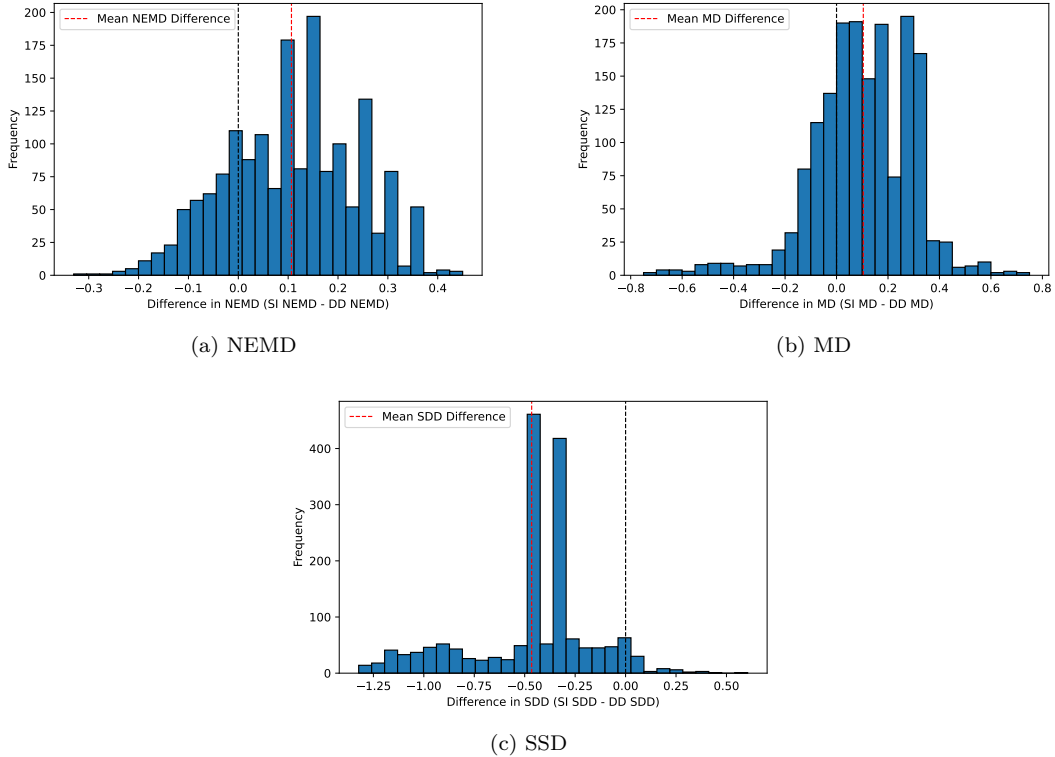 200
175
150
125
100
75
50
25
0
Frequency
Mean NEMD Difference
−0.3 −0.2 −0.1 0.0 0.1 0.2 0.3 0.4
Difference in NEMD (SI NEMD - DD NEMD)
(a) NEMD
200
175
150
125
100
75
50
25
0
Frequency
Mean MD Difference
−0.8 −0.6 −0.4 −0.2 0.0 0.2 0.4 0.6 0.8
Difference in MD (SI MD - DD MD)
(b) MD
400
300
200
100
0
Frequency
Mean SDD Difference
−1.25 −1.00 −0.75 −0.50 −0.25 0.00 0.25 0.50
Difference in SDD (SI SDD - DD SDD)
(c) SSD